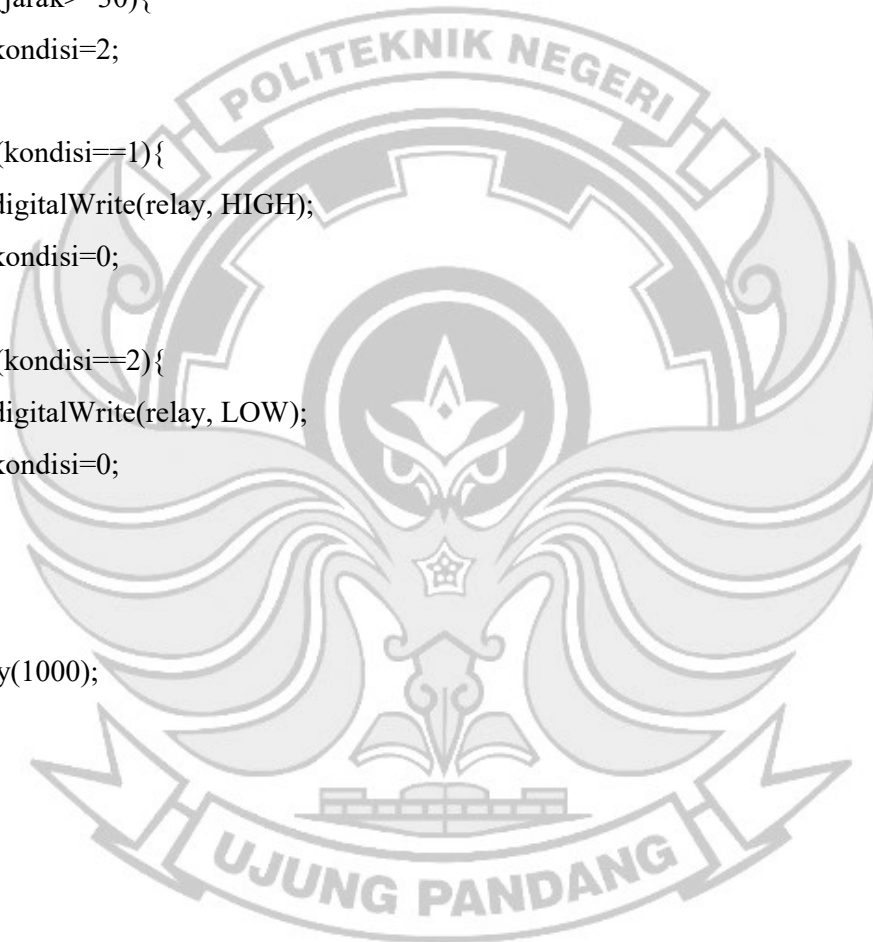 POLITEKNIK NEGERI
kondisi=2;
(kondisi==1){
digitalWrite(relay, HIGH);
kondisi=0;
(kondisi==2){
digitalWrite(relay, LOW);
kondisi=0;
y(1000);
UJUNG PANDANG